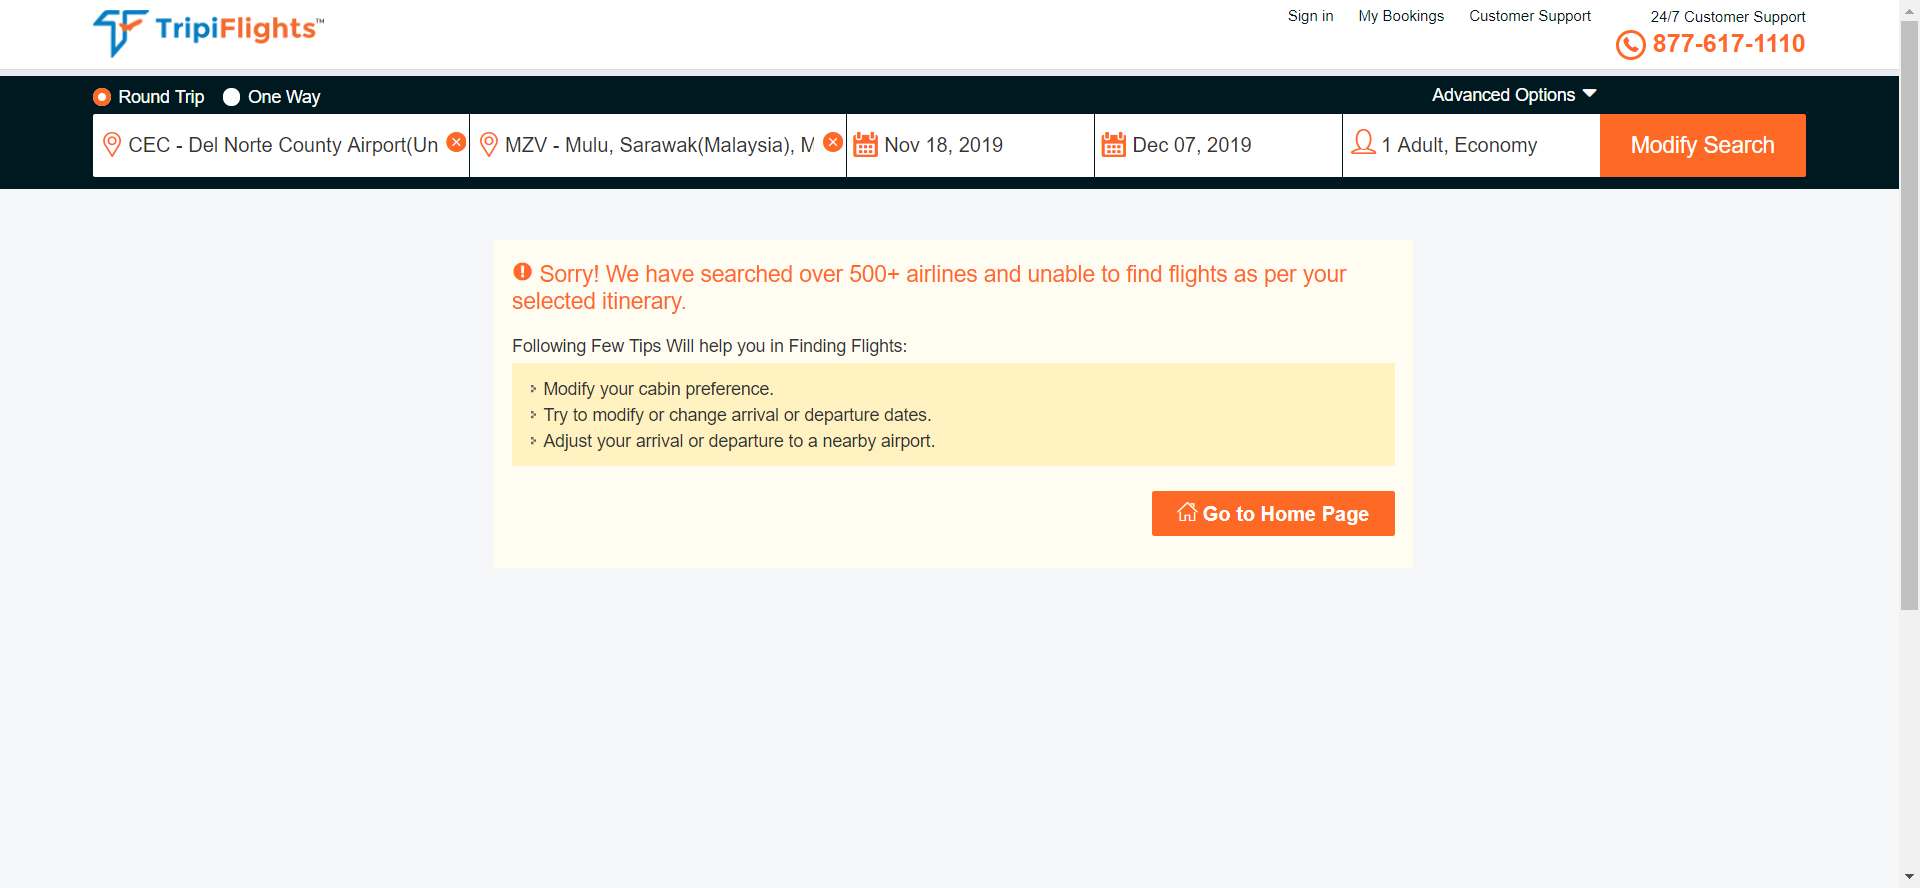 TripiFlights™
Sign in
My Bookings
Customer Support
24/7 Customer Support
877-617-1110
Round Trip
One Way
Advanced Options
CEC - Del Norte County Airport(Un
MZV - Mulu, Sarawak(Malaysia), M
Nov 18, 2019
Dec 07, 2019
1 Adult, Economy
Modify Search
Sorry! We have searched over 500+ airlines and unable to find flights as per your
selected itinerary.
Following Few Tips Will help you in Finding Flights:
Modify your cabin preference.
Try to modify or change arrival or departure dates.
Adjust your arrival or departure to a nearby airport.
Go to Home Page